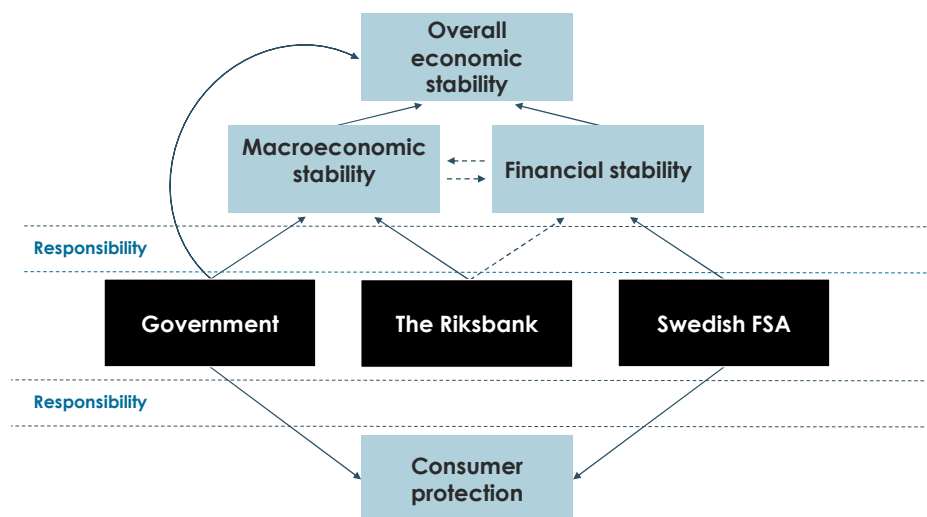 Overall
economic
stability
Macroeconomic
stability
Financial stability
Responsibility
Government
The Riksbank
Swedish FSA
Responsibility
Consumer
protection